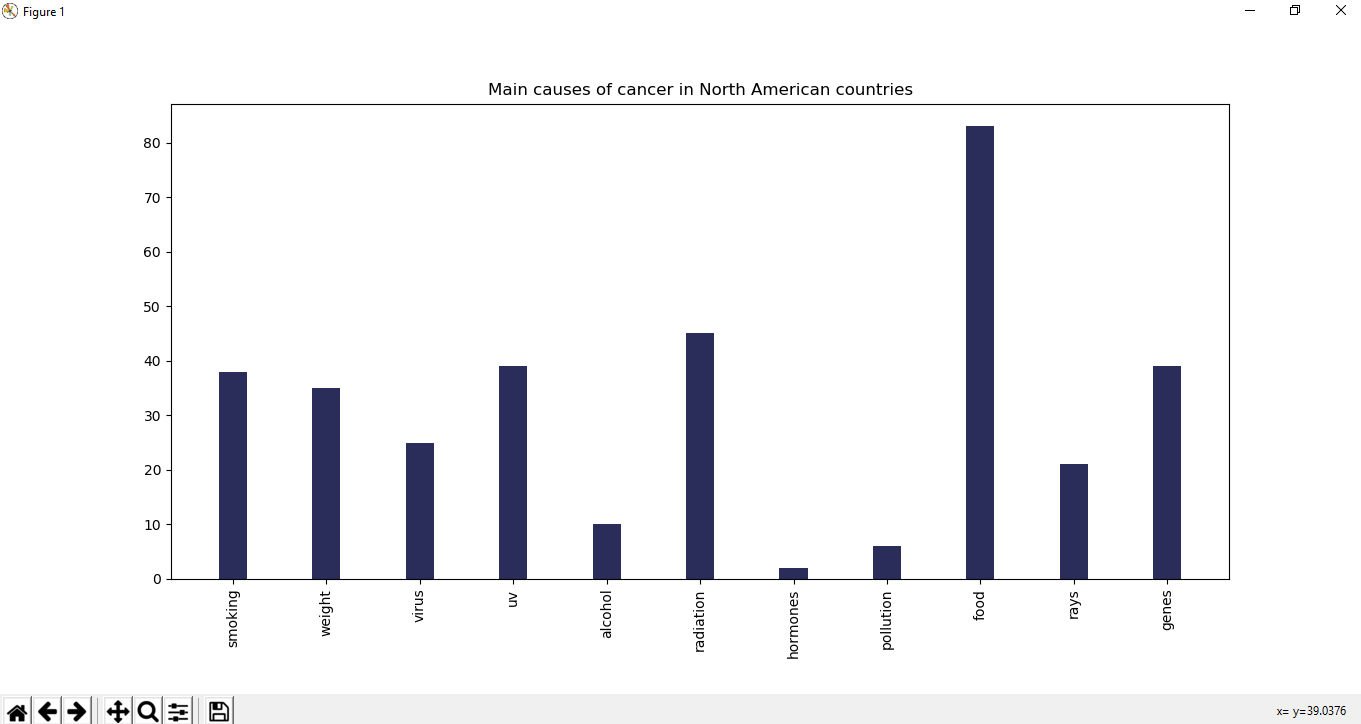 Figure 1
Main causes of cancer in North American countries
80
70
60
50
40
30
20
10
0
smoking
weight
virus
uv
alcohol
radiation
hormones
pollution
food
rays
genes
x= y=39.0376